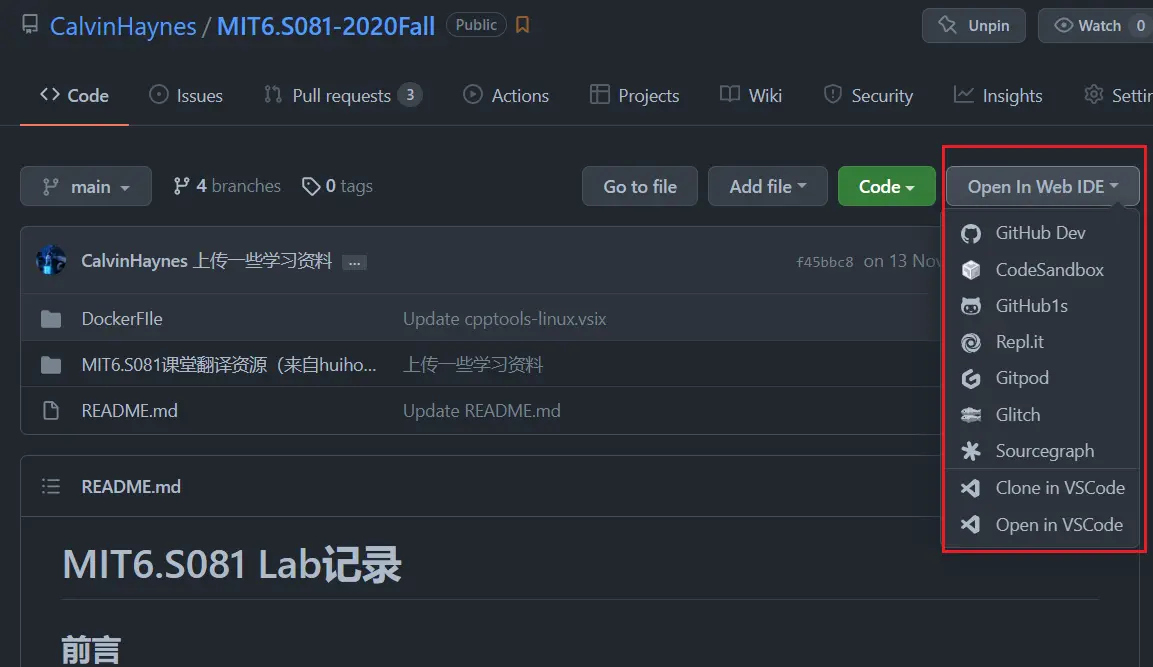 CalvinHaynes / MIT6.S081-2020Fall Public Unpin Watch 0
Code Issues Pull requests 3 Actions Projects Wiki Security Insights Settin
main 4 branches 0 tags Go to file Add file Code Open In Web IDE
CalvinHaynes 上传一些学习资料 ... f45bbc8 on 13 Nov
DockerFIle Update cpptools-linux.vsix
MIT6.S081课堂翻译资源（来自huiho... 上传一些学习资料
README.md Update README.md
GitHub Dev
CodeSandbox
GitHub1s
Repl.it
Gitpod
Glitch
Sourcegraph
Clone in VSCode
Open in VSCode
README.md
MIT6.S081 Lab记录
前言